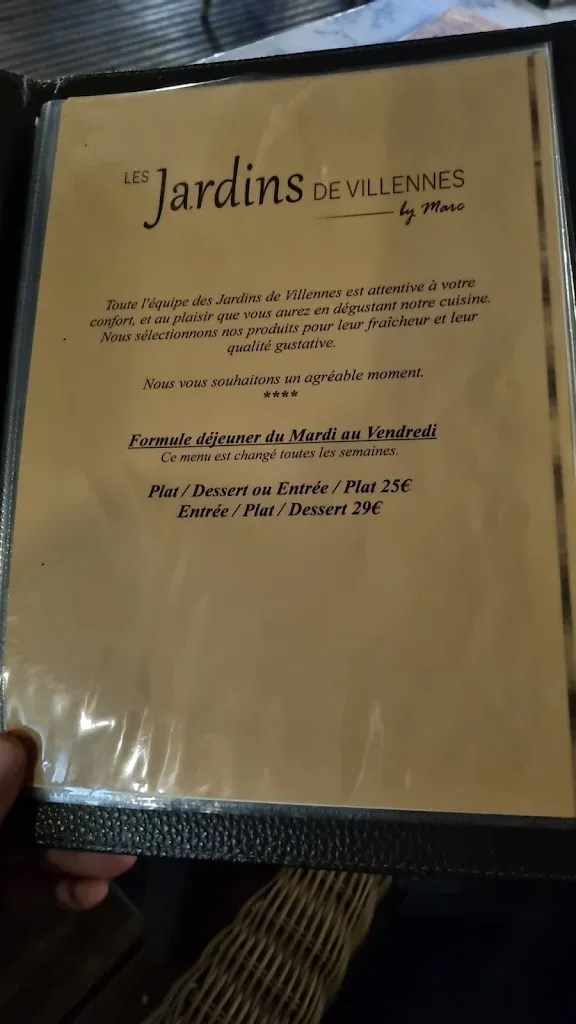 LES Jardins DE VILLENNES
by Marc
Toute l'équipe des Jardins de Villennes est attentive à votre
confort, et au plaisir que vous aurez en dégustant notre cuisine.
Nous sélectionnons nos produits pour leur fraîcheur et leur
qualité gustative.
Nous vous souhaitons un agréable moment.
****
Formule déjeuner du Mardi au Vendredi
Ce menu est changé toutes les semaines.
Plat / Dessert ou Entrée / Plat 25€
Entrée / Plat / Dessert 29€